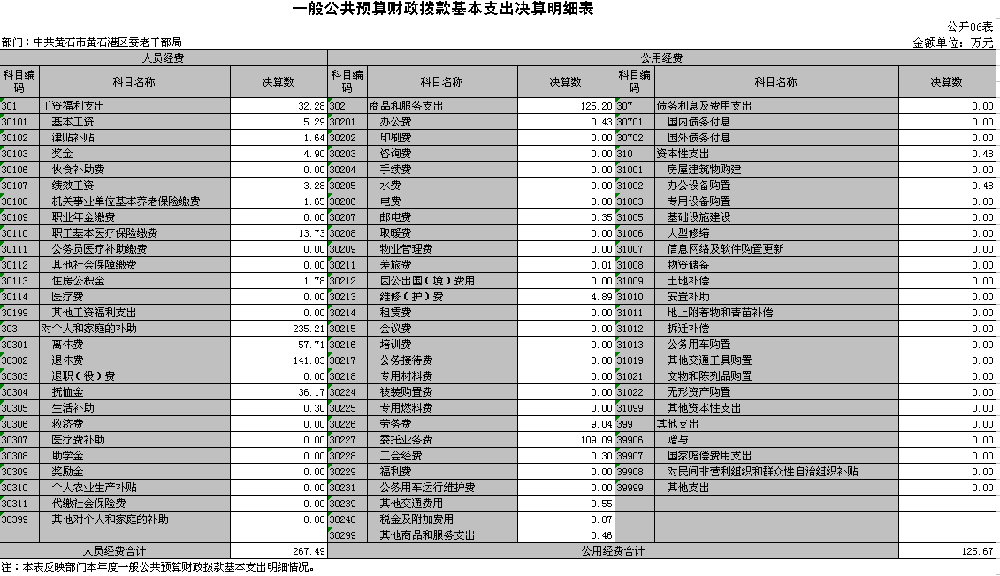 一般公共预算财政拨款基本支出决算明细表
公开06表
部门：中共黄石市黄石港区委老干部局 金额单位：万元
人员经费 公用经费
科目编码 科目名称 决算数 科目编码 科目名称 决算数 科目编码 科目名称 决算数
301 工资福利支出 32.28 302 商品和服务支出 125.20 307 债务利息及费用支出 0.00
30101 基本工资 5.29 30201 办公费 0.43 30701 国内债务付息 0.00
30102 津贴补贴 1.64 30202 印刷费 0.00 30702 国外债务付息 0.00
30103 奖金 4.90 30203 咨询费 0.00 310 资本性支出 0.48
30106 伙食补助费 0.00 30204 手续费 0.00 31001 房屋建筑物购建 0.00
30107 绩效工资 3.28 30205 水费 0.00 31002 办公设备购置 0.48
30108 机关事业单位基本养老保险缴费 1.65 30206 电费 0.00 31003 专用设备购置 0.00
30109 职业年金缴费 0.00 30207 邮电费 0.35 31005 基础设施建设 0.00
30110 职工基本医疗保险缴费 13.73 30208 取暖费 0.00 31006 大型修缮 0.00
30111 公务员医疗补助缴费 0.00 30209 物业管理费 0.00 31007 信息网络及软件购置更新 0.00
30112 其他社会保障缴费 0.00 30211 差旅费 0.01 31008 物资储备 0.00
30113 住房公积金 1.78 30212 因公出国（境）费用 0.00 31009 土地补偿 0.00
30114 医疗费 0.00 30213 维修（护）费 4.89 31010 安置补助 0.00
30199 其他工资福利支出 0.00 30214 租赁费 0.00 31011 地上附着物和青苗补偿 0.00
303 对个人和家庭的补助 235.21 30215 会议费 0.00 31012 拆迁补偿 0.00
30301 离休费 57.71 30216 培训费 0.00 31013 公务用车购置 0.00
30302 退休费 141.03 30217 公务接待费 0.00 31019 其他交通工具购置 0.00
30303 退职（役）费 0.00 30218 专用材料费 0.00 31021 文物和陈列品购置 0.00
30304 抚恤金 36.17 30224 被装购置费 0.00 31022 无形资产购置 0.00
30305 生活补助 0.30 30225 专用燃料费 0.00 31099 其他资本性支出 0.00
30306 救济费 0.00 30226 劳务费 9.04 399 其他支出 0.00
30307 医疗费补助 0.00 30227 委托业务费 109.09 39906 赠与 0.00
30308 助学金 0.00 30228 工会经费 0.30 39907 国家赔偿费用支出 0.00
30309 奖励金 0.00 30229 福利费 0.00 39908 对民间非营利组织和群众性自治组织补贴 0.00
30310 个人农业生产补贴 0.00 30231 公务用车运行维护费 0.00 39999 其他支出 0.00
30311 代缴社会保险费 0.00 30239 其他交通费用 0.55
30399 其他对个人和家庭的补助 0.00 30240 税金及附加费用 0.07
30299 其他商品和服务支出 0.46
人员经费合计 267.49 公用经费合计 125.67
注：本表反映部门本年度一般公共预算财政拨款基本支出明细情况。